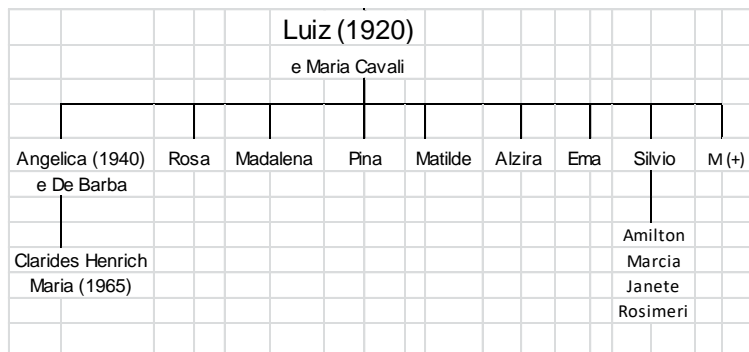 Luiz (1920)
e Maria Cavali
Angelica (1940) Rosa Madalena Pina Matilde Alzira Ema Silvio M (+)
e De Barba
Amilton
Clarides Henrich Marcia
Maria (1965) Janete
Rosimeri